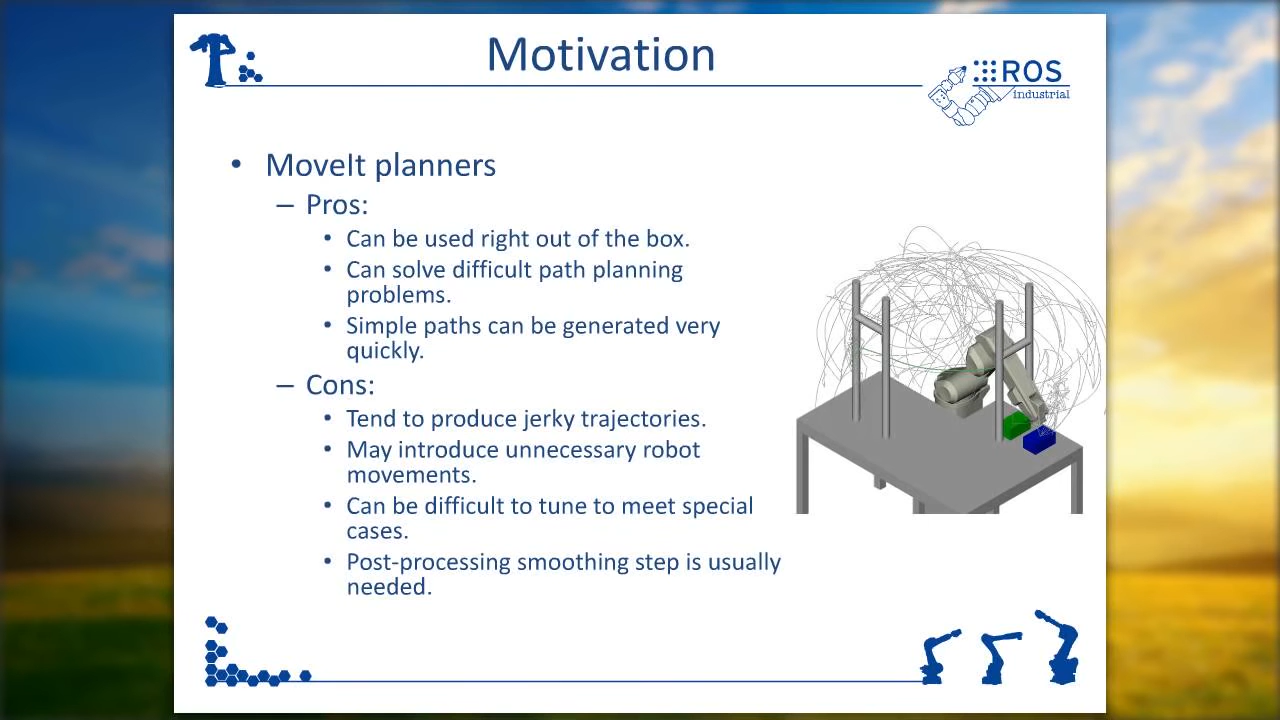 Motivation
ROS
industrial
• MoveIt planners
– Pros:
• Can be used right out of the box.
• Can solve difficult path planning
problems.
• Simple paths can be generated very
quickly.
– Cons:
• Tend to produce jerky trajectories.
• May introduce unnecessary robot
movements.
• Can be difficult to tune to meet special
cases.
• Post-processing smoothing step is usually
needed.